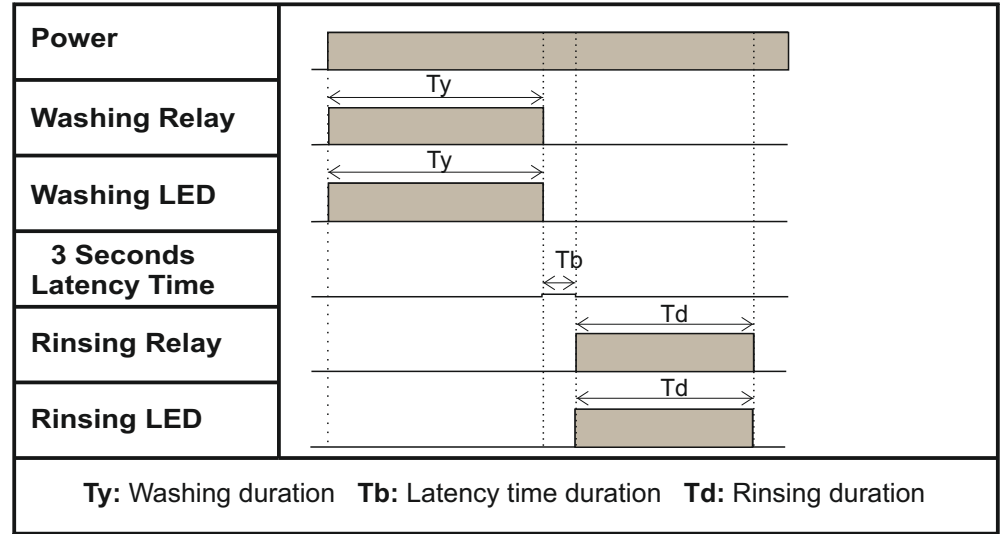 Power
Ty
Washing Relay
Ty
Washing LED
3 Seconds
Latency Time
Tb
Td
Rinsing Relay
Td
Rinsing LED
Ty: Washing duration Tb: Latency time duration Td: Rinsing duration